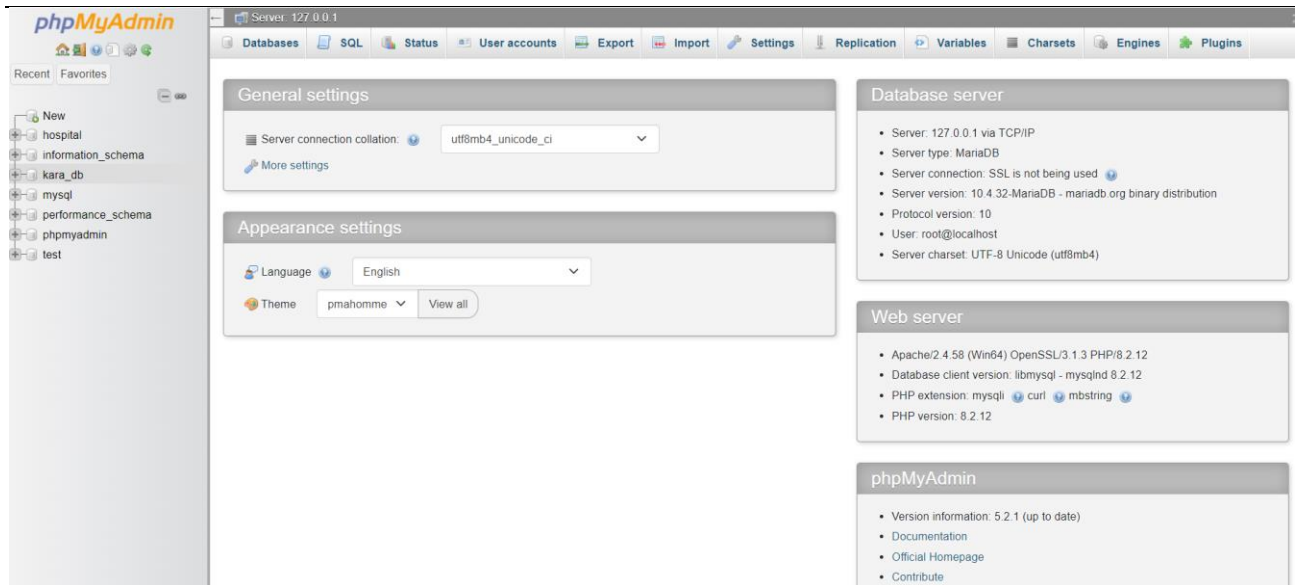 phpMyAdmin
Recent Favorites
New
hospital
information_schema
kara_db
mysql
performance_schema
phpmyadmin
test
Server: 127.0.0.1
Databases SQL Status User accounts Export Import Settings Replication Variables Charsets Engines Plugins
General settings
Server connection collation: utf8mb4_unicode_ci
More settings
Appearance settings
Language English
Theme pmahomme View all
Database server
Server: 127.0.0.1 via TCP/IP
Server type: MariaDB
Server connection: SSL is not being used
Server version: 10.4.32-MariaDB - mariadb.org binary distribution
Protocol version: 10
User: root@localhost
Server charset: UTF-8 Unicode (utf8mb4)
Web server
Apache/2.4.58 (Win64) OpenSSL/3.1.3 PHP/8.2.12
Database client version: libmysql - mysqlnd 8.2.12
PHP extension: mysqli curl mbstring
PHP version: 8.2.12
phpMyAdmin
Version information: 5.2.1 (up to date)
Documentation
Official Homepage
Contribute